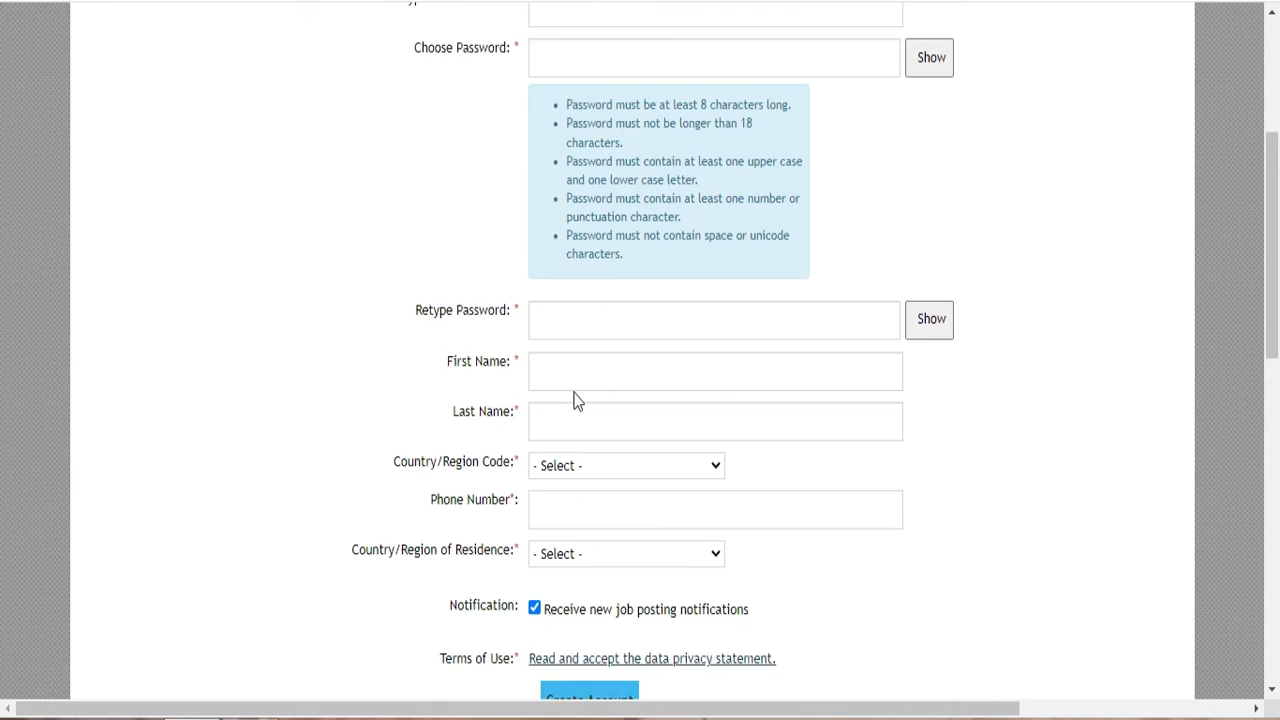 Choose Password: *
Show
Password must be at least 8 characters long.
Password must not be longer than 18
characters.
Password must contain at least one upper case
and one lower case letter.
Password must contain at least one number or
punctuation character.
Password must not contain space or unicode
characters.
Retype Password: *
Show
First Name: *
Last Name:*
Country/Region Code:*
- Select -
Phone Number*:
Country/Region of Residence:*
- Select -
Notification:
Receive new job posting notifications
Terms of Use:*
Read and accept the data privacy statement.
Create Account